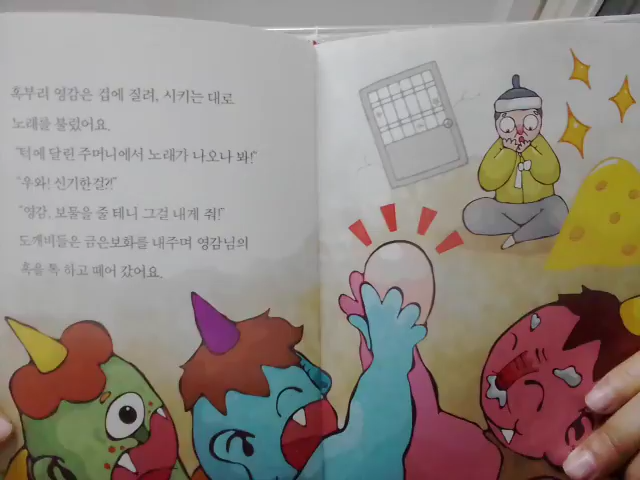 혹부리 영감은 겁에 질려, 시키는 대로
노래를 불렀어요.
"턱에 달린 주머니에서 노래가 나오나 봐!"
"우와! 신기한걸?!"
"영감, 보물을 줄 테니 그걸 내게 줘!"
도깨비들은 금은보화를 내주며 영감님의
혹을 톡 하고 떼어 갔어요.